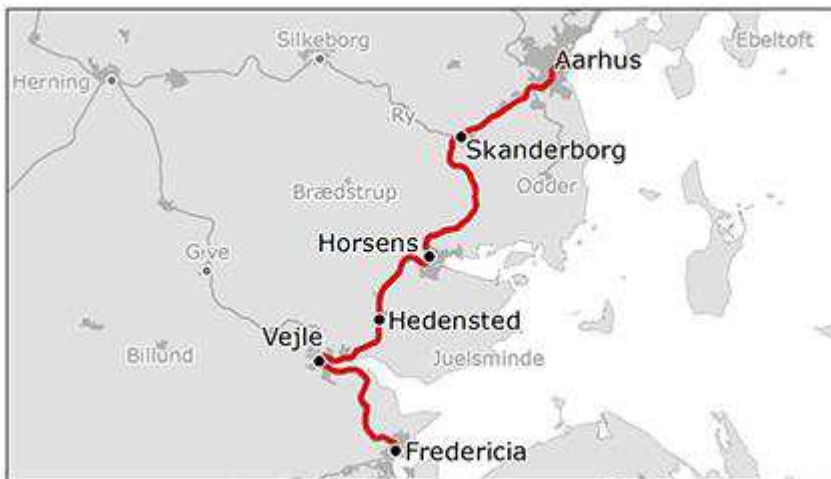 Silkeborg
Ebeltoft
Aarhus
Herning
Ry
Skanderborg
Brædstrup
Odder
Horsens
Give
Hedensted
Vejle
Billund
Juelsminde
Fredericia